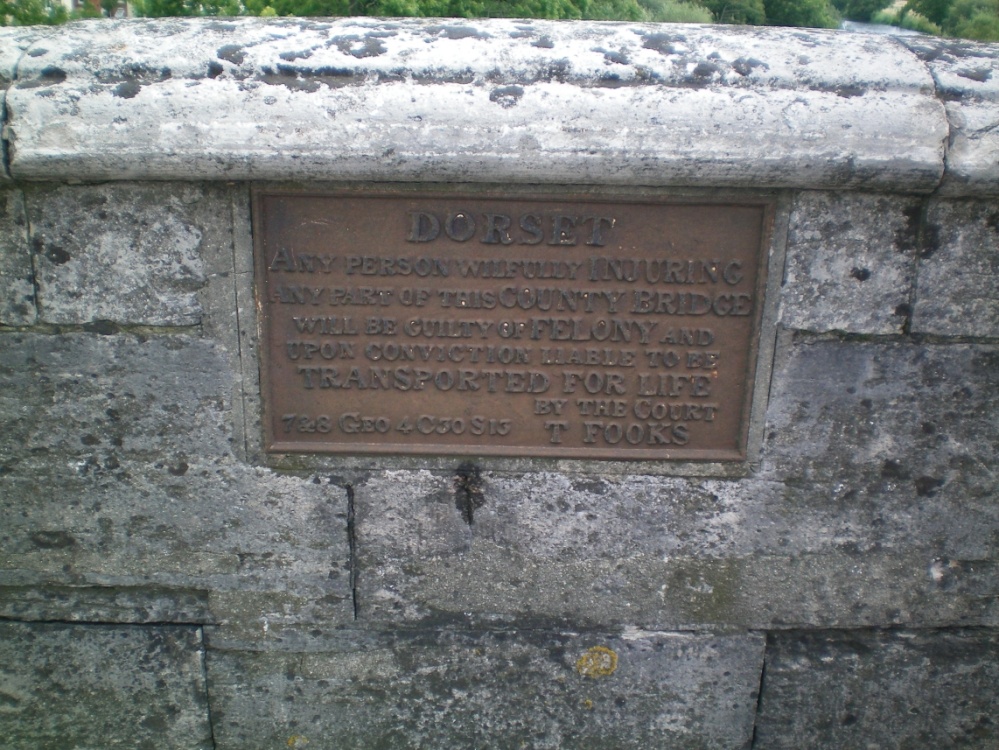 DORSET
ANY PERSON WILFULLY INJURING
ANY PART OF THIS COUNTY BRIDGE
WILL BE GUILTY OF FELONY AND
UPON CONVICTION LIABLE TO BE
TRANSPORTED FOR LIFE
BY THE COURT
7&8 GEO 4 C30 S13 T FOOKS